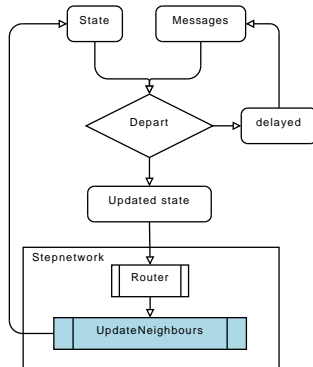 State
Messages
Depart
delayed
Updated state
Stepnetwork
Router
UpdateNeighbours